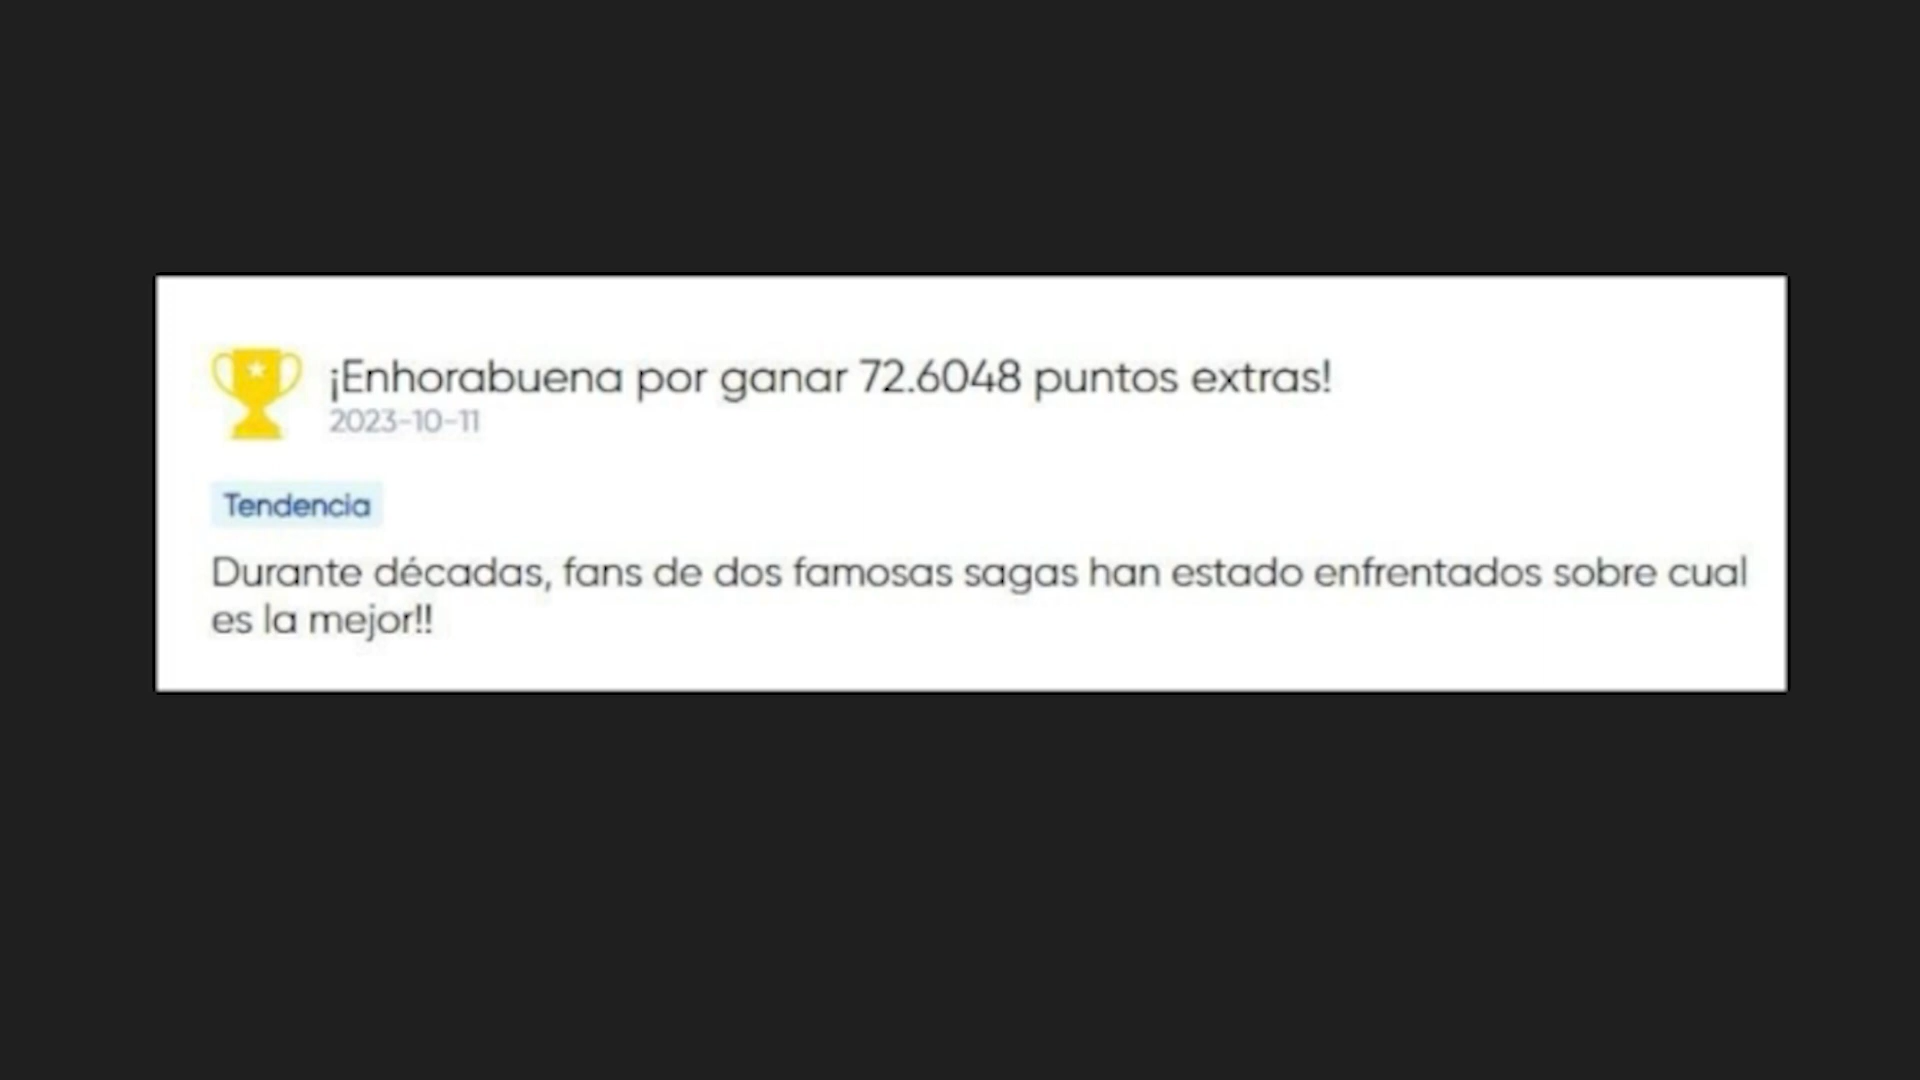 ¡Enhorabuena por ganar 72.6048 puntos extras!
2023-10-11
Tendencia
Durante décadas, fans de dos famosas sagas han estado enfrentados sobre cual
es la mejor!!